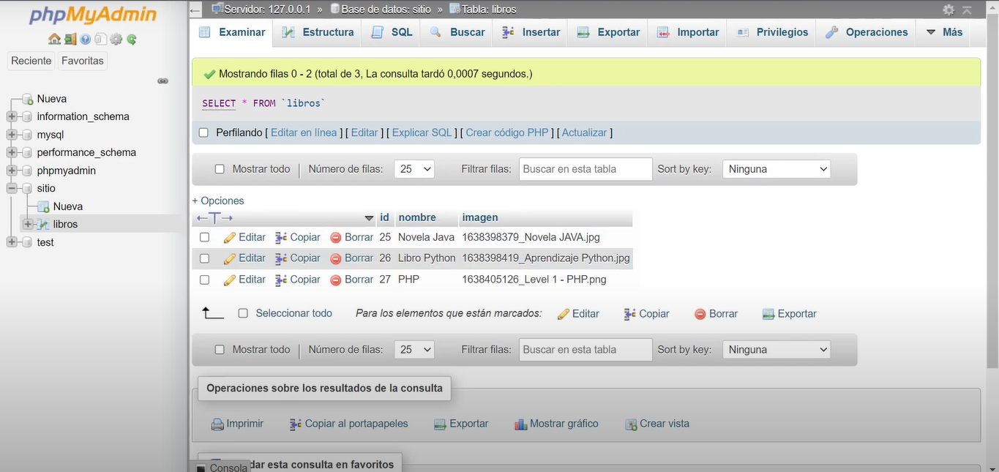 phpMyAdmin
Reciente Favoritas
Nueva
information_schema
mysql
performance_schema
phpmyadmin
sitio
Nueva
libros
test
Servidor: 127.0.0.1 » Base de datos: sitio » Tabla: libros
Examinar Estructura SQL Buscar Insertar Exportar Importar Privilegios Operaciones Más
Mostrando filas 0 - 2 (total de 3, La consulta tardó 0,0007 segundos.)
SELECT * FROM `libros`
Perfilando [ Editar en línea ] [ Editar ] [ Explicar SQL ] [ Crear código PHP ] [ Actualizar ]
Mostrar todo | Número de filas: 25 Filtrar filas: Buscar en esta tabla Sort by key: Ninguna
+ Opciones
←T→ id nombre imagen
Editar Copiar Borrar 25 Novela Java 1638398379_Novela JAVA.jpg
Editar Copiar Borrar 26 Libro Python 1638398419_Aprendizaje Python.jpg
Editar Copiar Borrar 27 PHP 1638405126_Level 1 - PHP.png
Seleccionar todo Para los elementos que están marcados: Editar Copiar Borrar Exportar
Mostrar todo | Número de filas: 25 Filtrar filas: Buscar en esta tabla Sort by key: Ninguna
Operaciones sobre los resultados de la consulta
Imprimir Copiar al portapapeles Exportar Mostrar gráfico Crear vista
dar esta consulta en favoritos
Consola